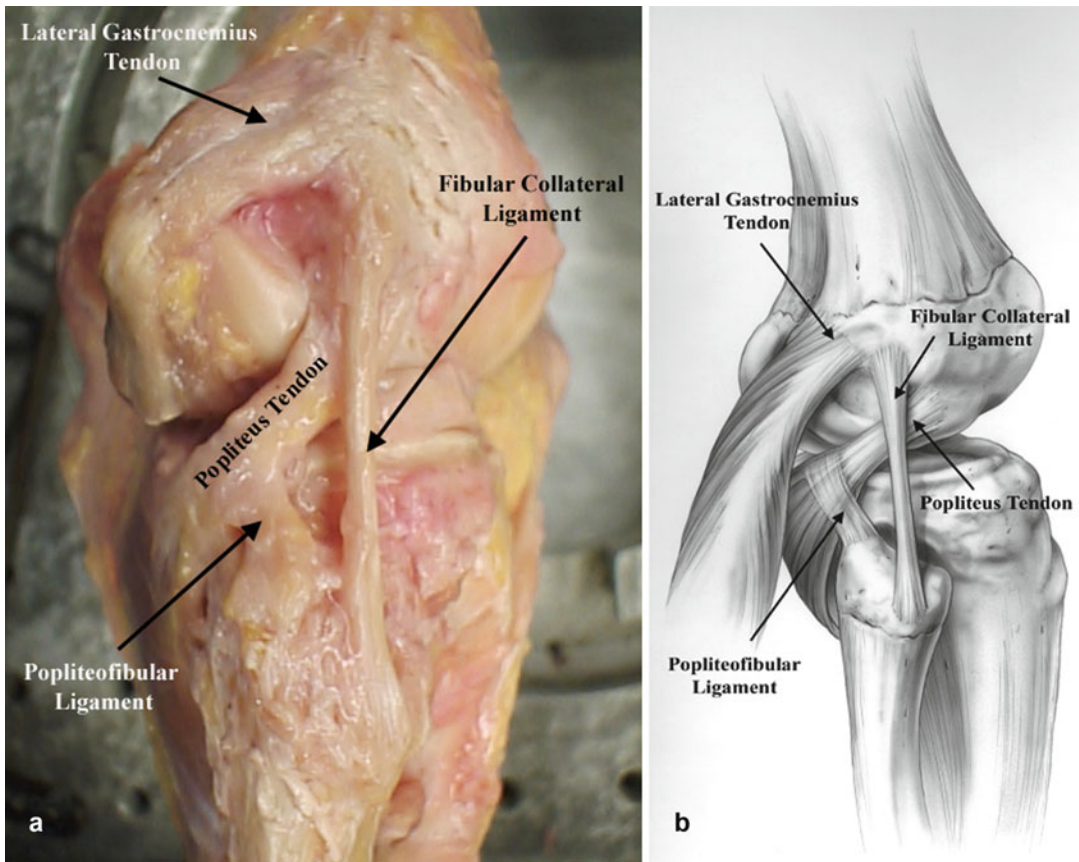 Lateral Gastrocnemius
Tendon
Fibular Collateral
Ligament
Popliteus Tendon
Popliteofibular
Ligament
a
Lateral Gastrocnemius
Tendon
Fibular Collateral
Ligament
Popliteus Tendon
Popliteofibular
Ligament
b